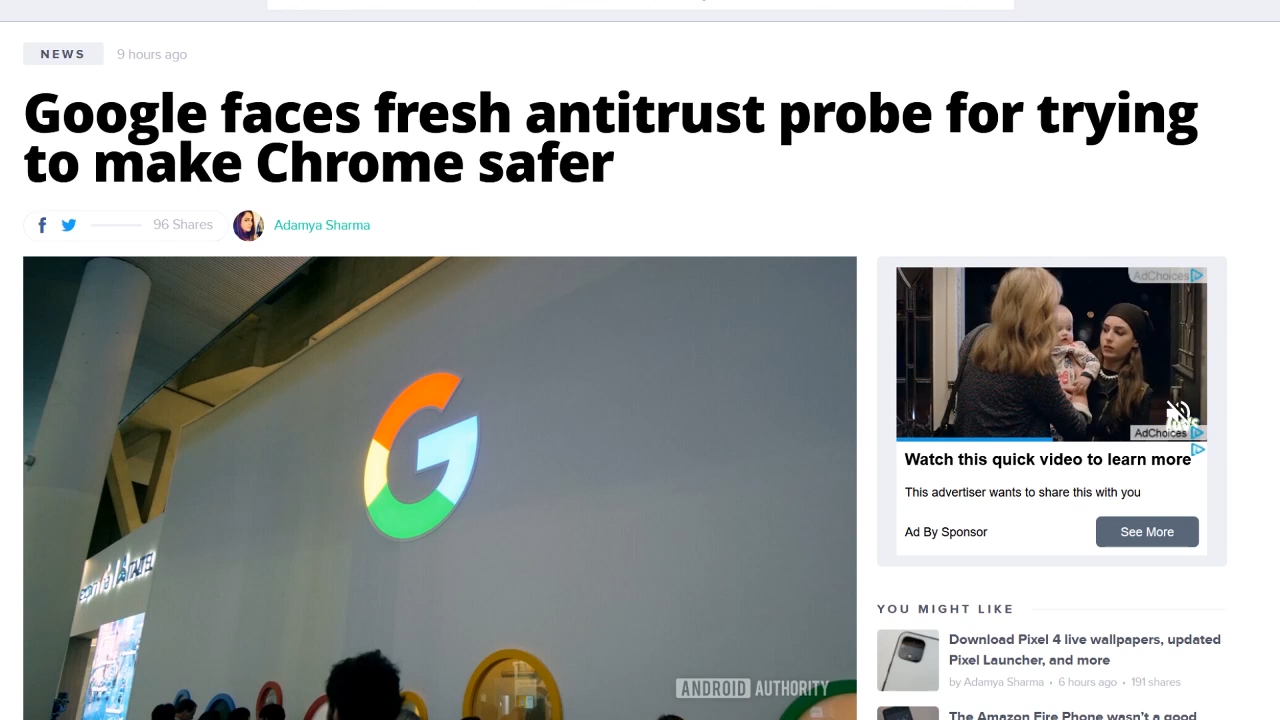 NEWS
9 hours ago
Google faces fresh antitrust probe for trying
to make Chrome safer
96 Shares
Adamya Sharma
AdChoices
AdChoices
Watch this quick video to learn more
This advertiser wants to share this with you
Ad By Sponsor
See More
YOU MIGHT LIKE
Download Pixel 4 live wallpapers, updated
Pixel Launcher, and more
by Adamya Sharma • 6 hours ago • 191 shares
The Amazon Fire Phone wasn't a good
ANDROID AUTHORITY